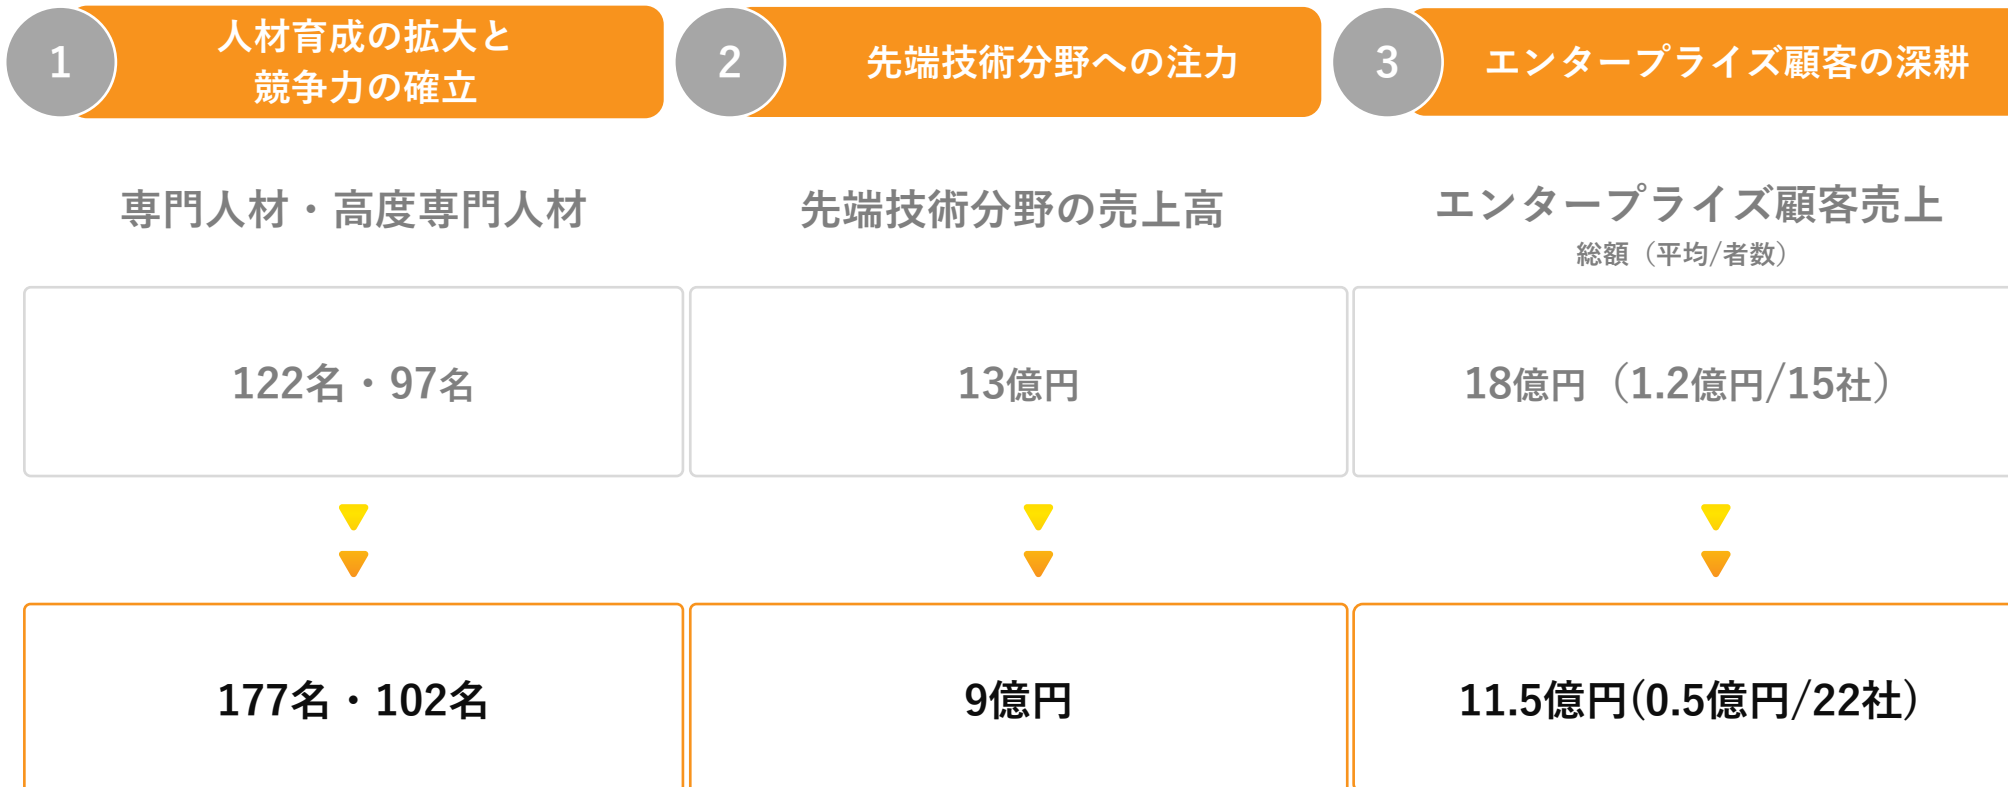 1
人材育成の拡大と
競争力の確立
2
先端技術分野への注力
3
エンタープライズ顧客の深耕
専門人材・高度専門人材
先端技術分野の売上高
エンタープライズ顧客売上
総額（平均/者数）
122名・97名
13億円
18億円（1.2億円/15社）
177名・102名
9億円
11.5億円(0.5億円/22社)